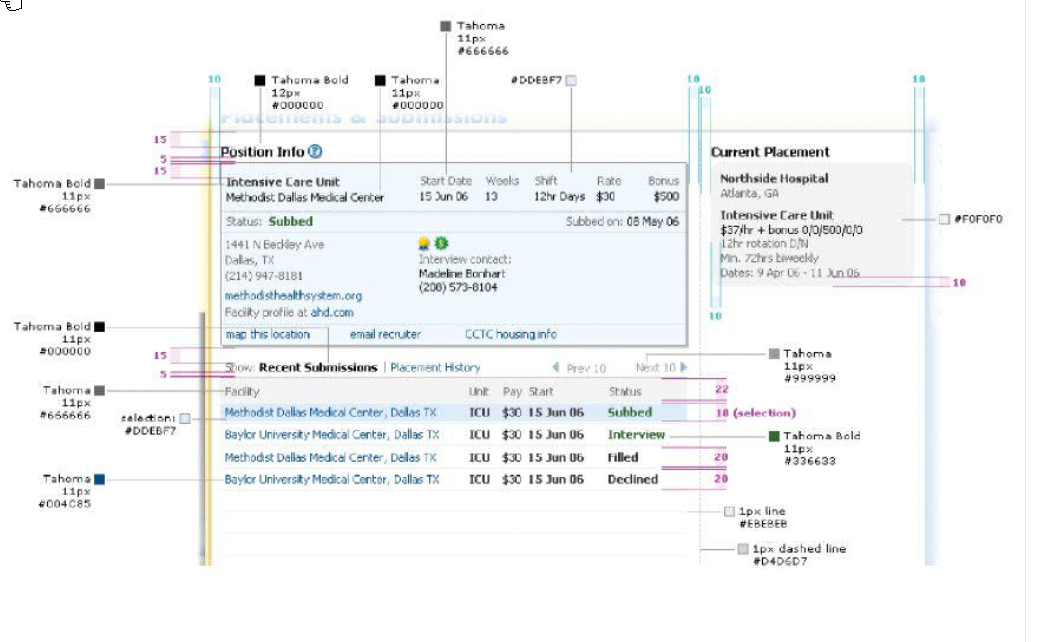 Tahoma
11px
#666666
10
Tahoma Bold
12px
#000000
Tahoma
11px
#000000
#DDEBF7
10
10
10
Placements & Submissions
15
5
15
Position Info ?
Current Placement
Tahoma Bold
11px
#666666
Intensive Care Unit
Methodist Dallas Medical Center
Start Date Weeks Shift Rate Bonus
15 Jun 06 13 12hr Days $30 $500
Northside Hospital
Atlanta, GA
Intensive Care Unit
$37/hr + bonus 0/0/500/0/0
12hr rotation D/N
Min. 72hrs biweekly
Dates: 9 Apr 06 - 11 Jun 06
#F0F0F0
10
10
Status: Subbed
Subbed on: 08 May 06
1441 N Beckley Ave
Dallas, TX
(214) 947-8181
methodisthealthsystem.org
Facility profile at ahd.com
Interview contact:
Madeline Bonhart
(208) 573-8104
map this location email recruiter CCTC housing info
Tahoma Bold
11px
#000000
15
5
Show: Recent Submissions | Placement History Prev 10 Next 10
Tahoma
11px
#999999
Tahoma
11px
#666666
Facility Unit Pay Start Status
22
selection:
#DDEBF7
Methodist Dallas Medical Center, Dallas TX ICU $30 15 Jun 06 Subbed
18 (selection)
Baylor University Medical Center, Dallas TX ICU $30 15 Jun 06 Interview
Tahoma Bold
11px
#336633
Methodist Dallas Medical Center, Dallas TX ICU $30 15 Jun 06 Filled
20
Tahoma
11px
#004C85
Baylor University Medical Center, Dallas TX ICU $30 15 Jun 06 Declined
20
1px line
#EBEBEB
1px dashed line
#D4D6D7